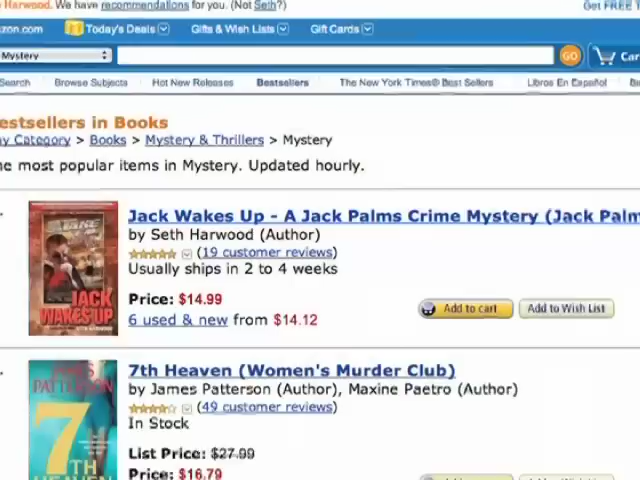 Harwood. We have recommendations for you. (Not Seth?)
Get FREE T
zon.com Today's Deals Gifts & Wish Lists Gift Cards
Mystery GO Car
Search Browse Subjects Hot New Releases Bestsellers The New York Times® Best Sellers Libros En Español
estsellers in Books
y Category > Books > Mystery & Thrillers > Mystery
e most popular items in Mystery. Updated hourly.
Jack Wakes Up - A Jack Palms Crime Mystery (Jack Palm
by Seth Harwood (Author)
(19 customer reviews)
Usually ships in 2 to 4 weeks
JACK
WAKES UP
Price: $14.99
Add to cart Add to Wish List
6 used & new from $14.12
7th Heaven (Women's Murder Club)
by James Patterson (Author), Maxine Paetro (Author)
(49 customer reviews)
In Stock
JAMES
PATTERSON
7
TH
HEAVEN
List Price: $27.99
Price: $16.79